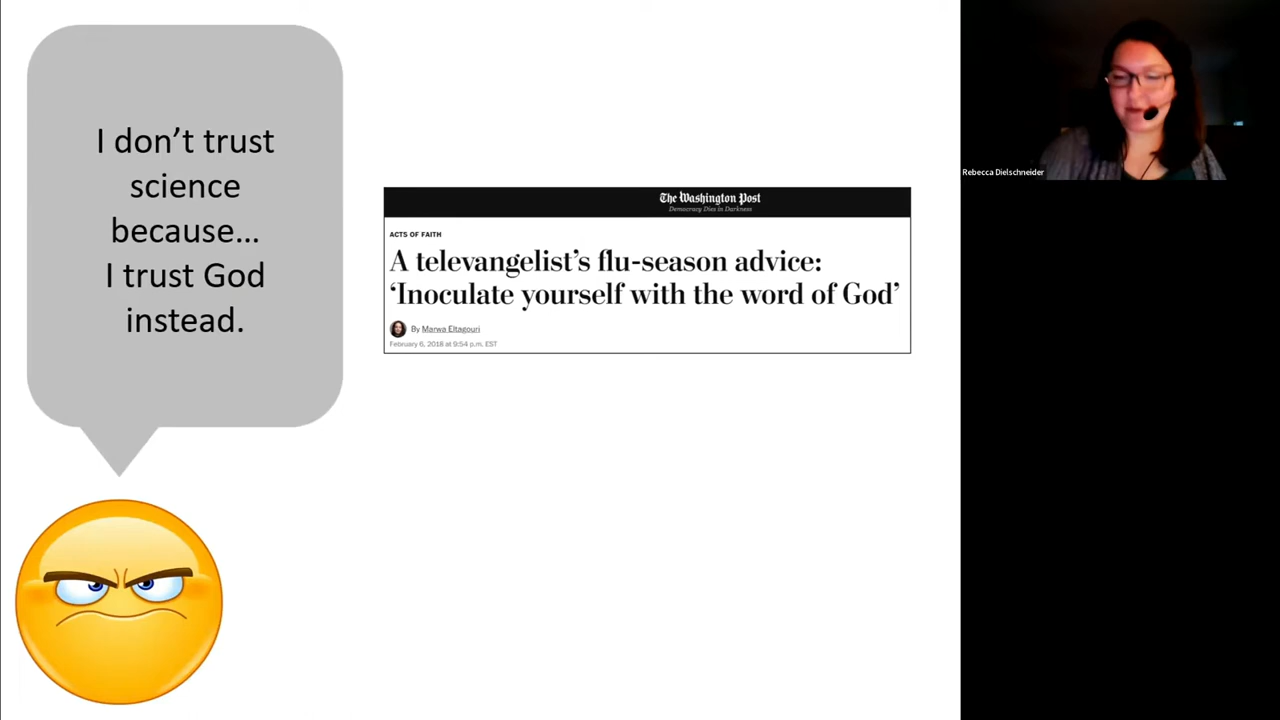 I don’t trust
science
because...
I trust God
instead.
The Washington Post
Democracy Dies in Darkness
ACTS OF FAITH
A televangelist’s flu-season advice:
‘Inoculate yourself with the word of God’
By Marwa Eltagouri
February 6, 2018 at 9:54 p.m. EST
Rebecca Dielschneider